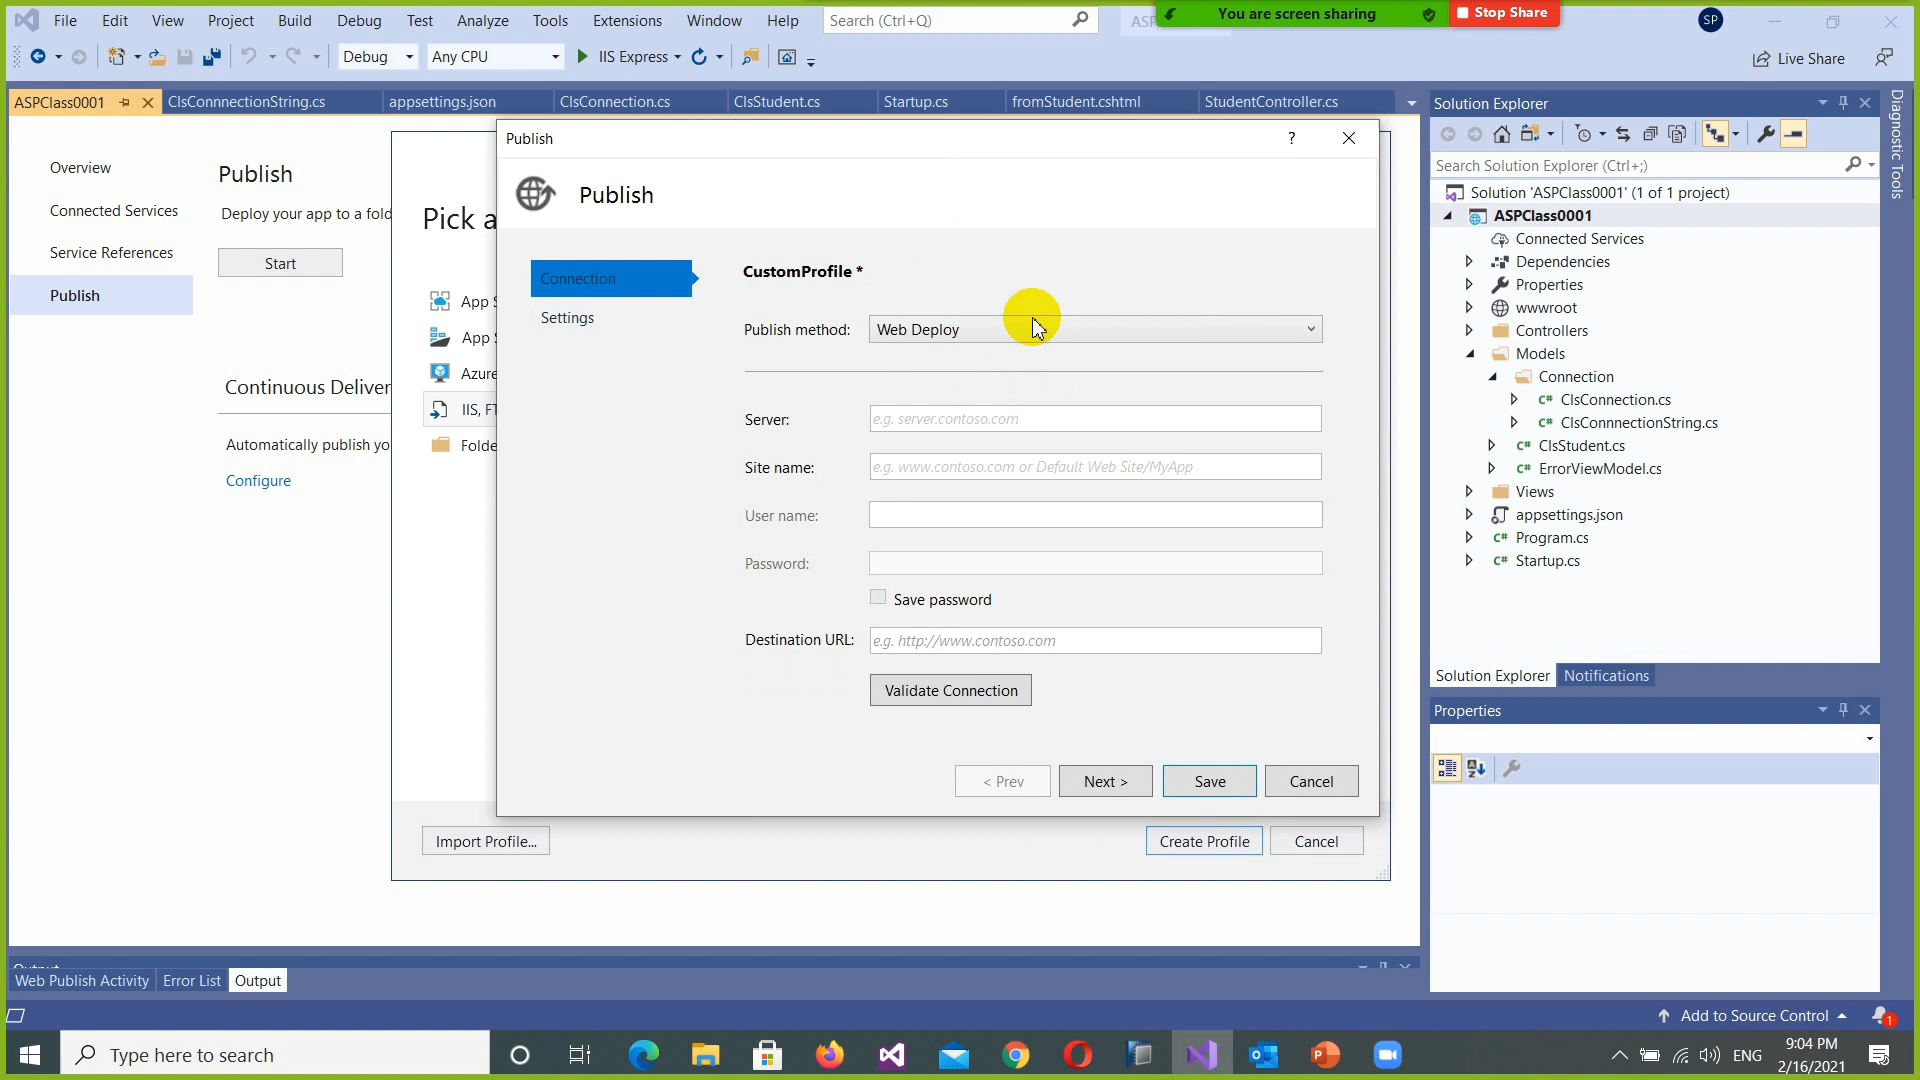 File Edit View Project Build Debug Test Analyze Tools Extensions Window Help Search (Ctrl+Q)
You are screen sharing Stop Share
SP
Debug Any CPU IIS Express Live Share
ASPClass0001 ClsConnnectionString.cs appsettings.json ClsConnection.cs ClsStudent.cs Startup.cs fromStudent.cshtml StudentController.cs
Overview
Connected Services
Service References
Publish
Publish
Deploy your app to a fold
Start
Continuous Deliver
Automatically publish yo
Configure
Pick a
App S
App S
Azure
IIS, FT
Folde
Import Profile...
Create Profile
Cancel
Publish ?
Publish
Connection
Settings
CustomProfile *
Publish method: Web Deploy
Server: e.g. server.contoso.com
Site name: e.g. www.contoso.com or Default Web Site/MyApp
User name:
Password:
Save password
Destination URL: e.g. http://www.contoso.com
Validate Connection
< Prev Next > Save Cancel
Solution Explorer
Search Solution Explorer (Ctrl+;)
Solution 'ASPClass0001' (1 of 1 project)
ASPClass0001
Connected Services
Dependencies
Properties
wwwroot
Controllers
Models
Connection
C# ClsConnection.cs
C# ClsConnnectionString.cs
C# ClsStudent.cs
C# ErrorViewModel.cs
Views
appsettings.json
C# Program.cs
C# Startup.cs
Solution Explorer Notifications
Properties
Diagnostic Tools
Web Publish Activity Error List Output
Add to Source Control 1
Type here to search
ENG
9:04 PM
2/16/2021